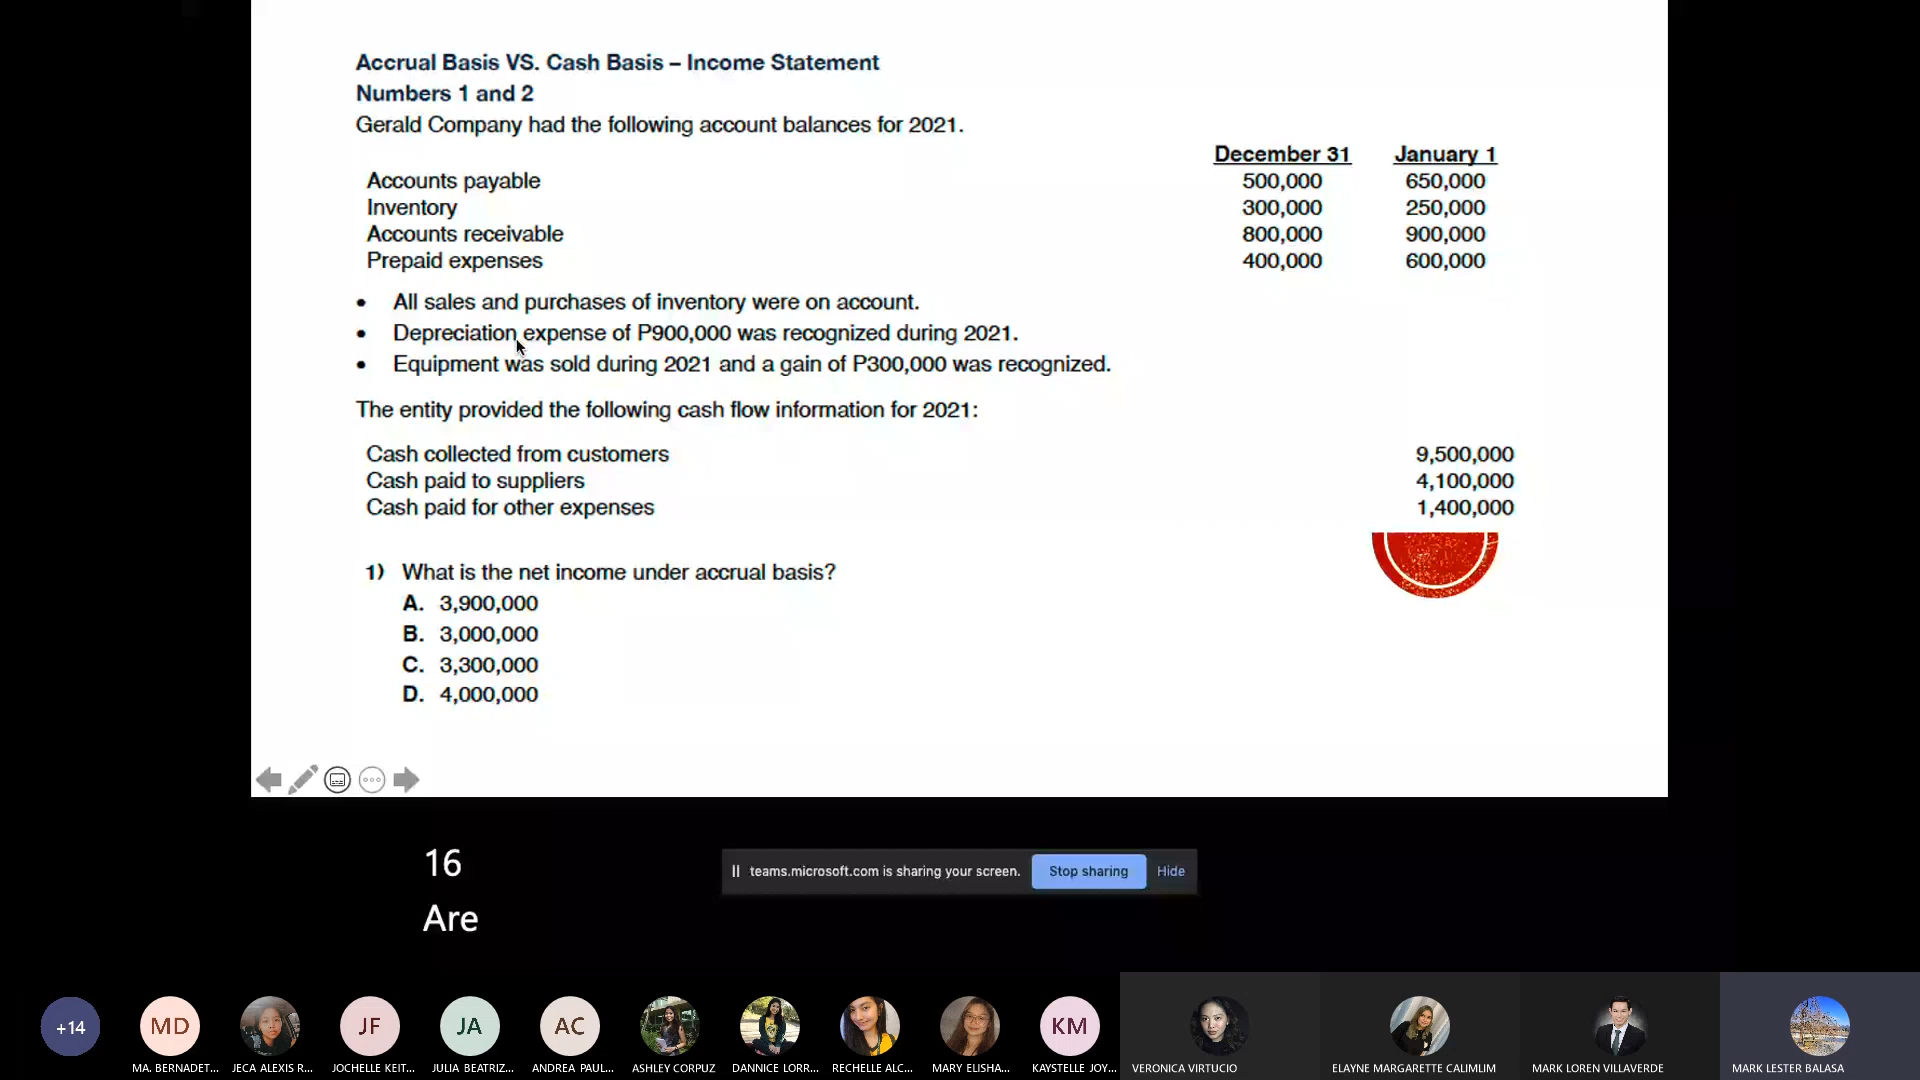 Accrual Basis VS. Cash Basis – Income Statement
Numbers 1 and 2
Gerald Company had the following account balances for 2021.
December 31 January 1
Accounts payable 500,000 650,000
Inventory 300,000 250,000
Accounts receivable 800,000 900,000
Prepaid expenses 400,000 600,000
• All sales and purchases of inventory were on account.
• Depreciation expense of P900,000 was recognized during 2021.
• Equipment was sold during 2021 and a gain of P300,000 was recognized.
The entity provided the following cash flow information for 2021:
Cash collected from customers 9,500,000
Cash paid to suppliers 4,100,000
Cash paid for other expenses 1,400,000
1) What is the net income under accrual basis?
A. 3,900,000
B. 3,000,000
C. 3,300,000
D. 4,000,000
16
Are
teams.microsoft.com is sharing your screen. Stop sharing Hide
+14 MD JF JA AC KM
MA. BERNADET... JECA ALEXIS R... JOCHELLE KEIT... JULIA BEATRIZ... ANDREA PAUL... ASHLEY CORPUZ DANNICE LORR... RECHELLE ALC... MARY ELISHA... KAYSTELLE JOY... VERONICA VIRTUCIO ELAYNE MARGARETTE CALIMLIM MARK LOREN VILLAVERDE MARK LESTER BALASA